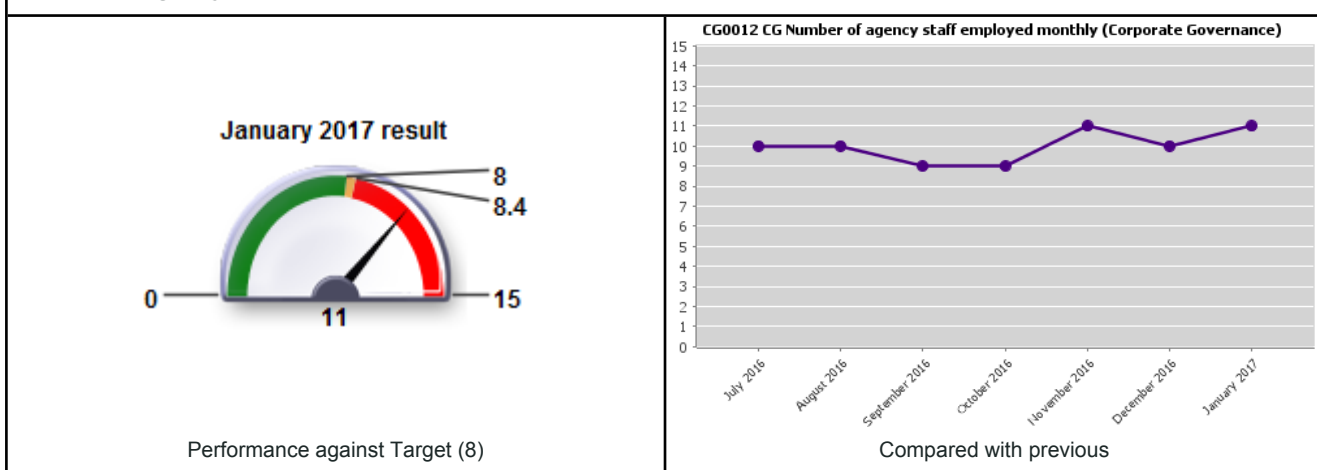 January 2017 result
8
8.4
0
15
11
Performance against Target (8)
CG0012 CG Number of agency staff employed monthly (Corporate Governance)
15
14
13
12
11
10
9
8
7
6
5
4
3
2
1
0
July 2016
August 2016
September 2016
October 2016
November 2016
December 2016
January 2017
Compared with previous